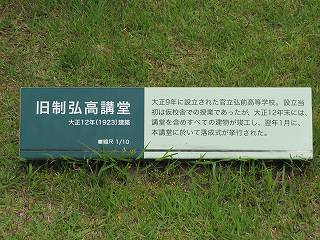 旧制弘高講堂
大正12年(1923)建築
■縮尺 1/10
大正9年に設立された官立弘前高等学校。設立当
初は仮校舎での授業であったが、大正12年末には
講堂を含めすべての建物が竣工し、翌年1月に、
本講堂に於いて落成式が挙行された。